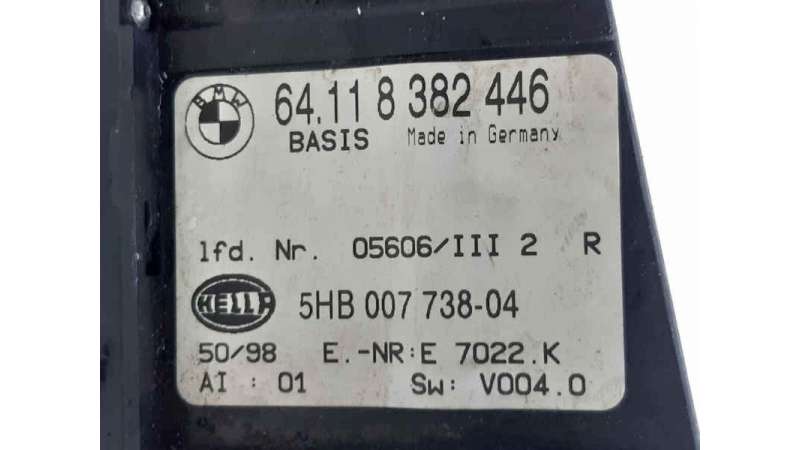 BMW
64.11 8 382 446
BASIS Made in Germany
lfd. Nr. 05606/III 2 R
HELLA 5HB 007 738-04
50/98 E.-NR:E 7022.K
AI : 01 Sw: V004.0